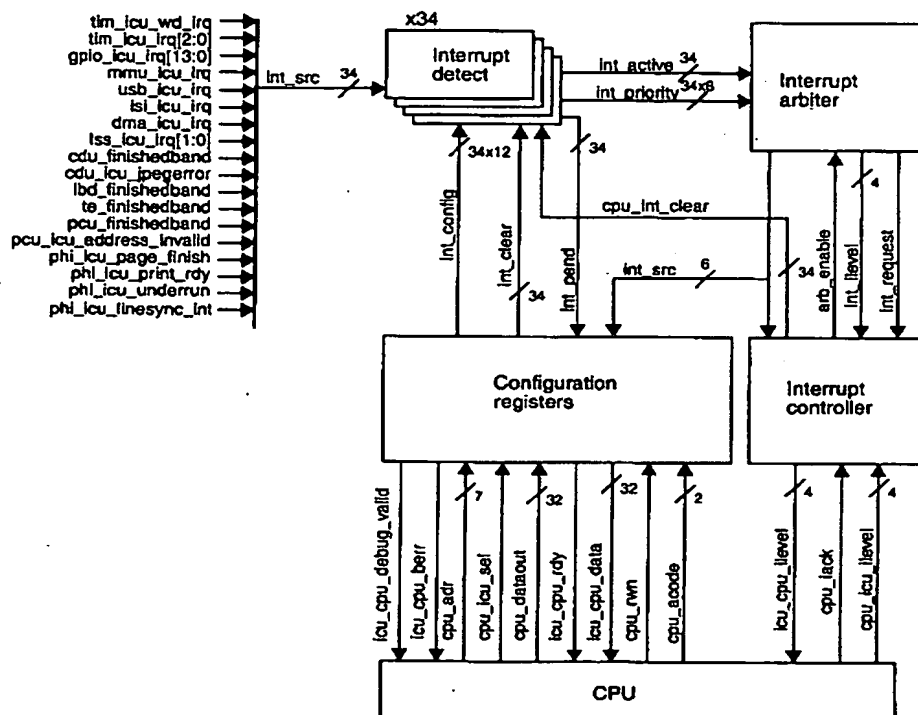 tim_icu_wd_irq
tim_icu_irq[2:0]
gpio_icu_irq[13:0]
mmu_icu_irq
usb_icu_irq
isi_icu_irq
dma_icu_irq
lss_icu_irq[1:0]
cdu_finishedband
cdu_icu_jpegerror
lbd_finishedband
te_finishedband
pcu_finishedband
pcu_icu_address_invalid
phi_icu_page_finish
phi_icu_print_rdy
phi_icu_underrun
phi_icu_linesync_int
int_src
34
x34
Interrupt
detect
int_active
34
int_priority
34x8
Interrupt
arbiter
34x12
34
int_config
int_clear
34
int_pend
cpu_int_clear
int_src
6
34
arb_enable
4
int_ilevel
int_request
Configuration
registers
Interrupt
controller
icu_cpu_debug_valid
icu_cpu_berr
7
cpu_adr
cpu_icu_sel
32
cpu_dataout
icu_cpu_rdy
32
icu_cpu_data
cpu_rwn
2
cpu_acode
4
icu_cpu_ilevel
cpu_iack
4
cpu_icu_ilevel
CPU